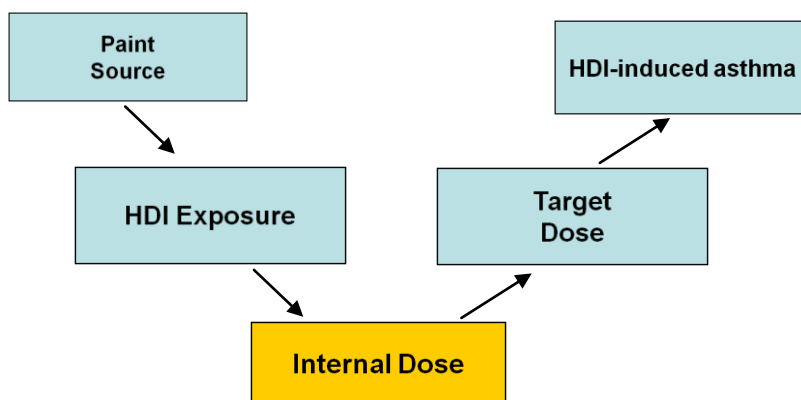 Paint
Source
HDI-induced asthma
HDI Exposure
Target
Dose
Internal Dose